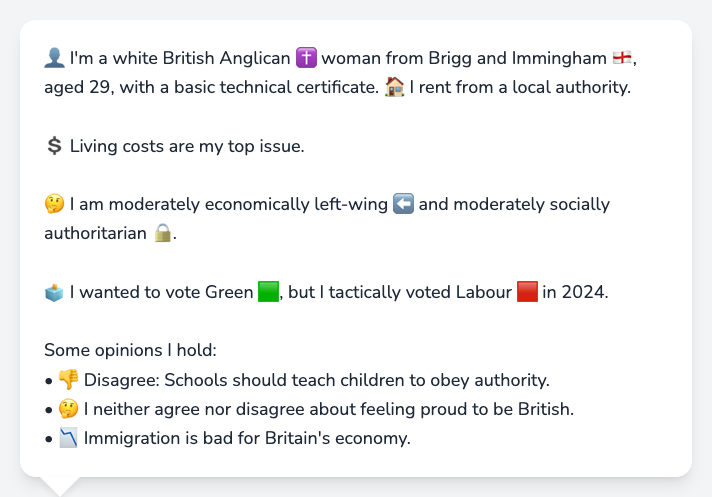 👤 I'm a white British Anglican ✝️ woman from Brigg and Immingham 🏴󠁧󠁢󠁥󠁮󠁧󠁿,
aged 29, with a basic technical certificate. 🏠 I rent from a local authority.
💲 Living costs are my top issue.
🤔 I am moderately economically left-wing ⬅️ and moderately socially
authoritarian 🔒.
🗳️ I wanted to vote Green 🟩, but I tactically voted Labour 🟥 in 2024.
Some opinions I hold:
• 👎 Disagree: Schools should teach children to obey authority.
• 🤔 I neither agree nor disagree about feeling proud to be British.
• 📉 Immigration is bad for Britain's economy.